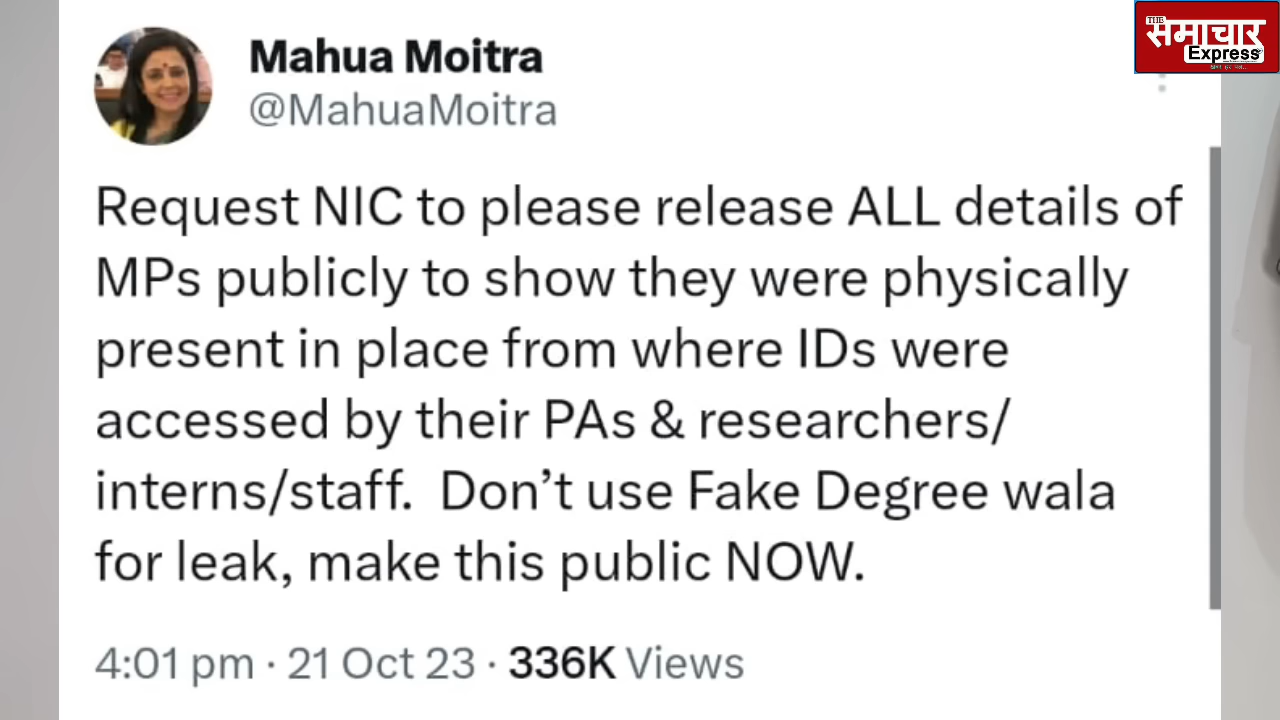 THE
समाचार
Express
Mahua Moitra
@MahuaMoitra
Request NIC to please release ALL details of
MPs publicly to show they were physically
present in place from where IDs were
accessed by their PAs & researchers/
interns/staff.  Don’t use Fake Degree wala
for leak, make this public NOW.
4:01 pm · 21 Oct 23 · 336K Views